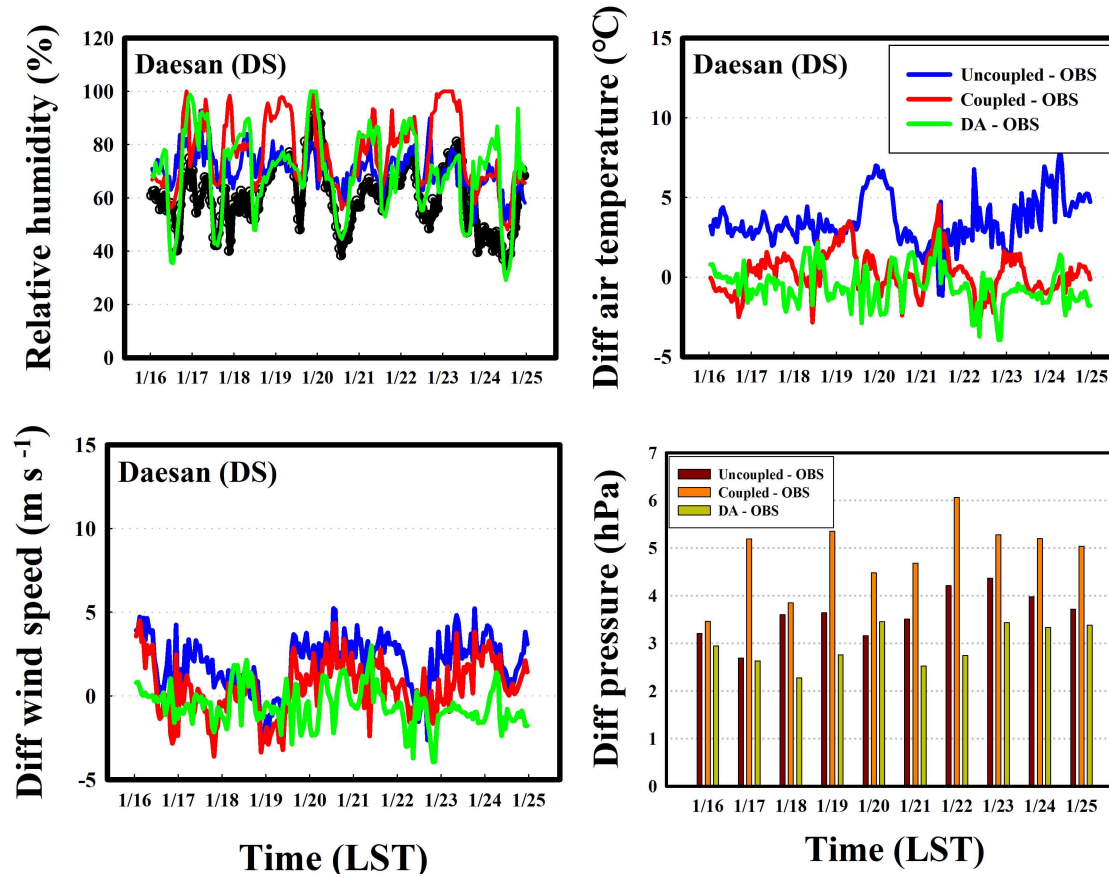 Relative humidity (%)
120
100
80
60
40
20
0
Daesan (DS)
1/16 1/17 1/18 1/19 1/20 1/21 1/22 1/23 1/24 1/25
Diff air temperature (°C)
15
10
5
0
-5
Daesan (DS)
Uncoupled - OBS
Coupled - OBS
DA - OBS
1/16 1/17 1/18 1/19 1/20 1/21 1/22 1/23 1/24 1/25
Diff wind speed (m s -1)
15
10
5
0
-5
Daesan (DS)
1/16 1/17 1/18 1/19 1/20 1/21 1/22 1/23 1/24 1/25
Time (LST)
Diff pressure (hPa)
7
6
5
4
3
2
1
0
Uncoupled - OBS
Coupled - OBS
DA - OBS
1/16 1/17 1/18 1/19 1/20 1/21 1/22 1/23 1/24 1/25
Time (LST)